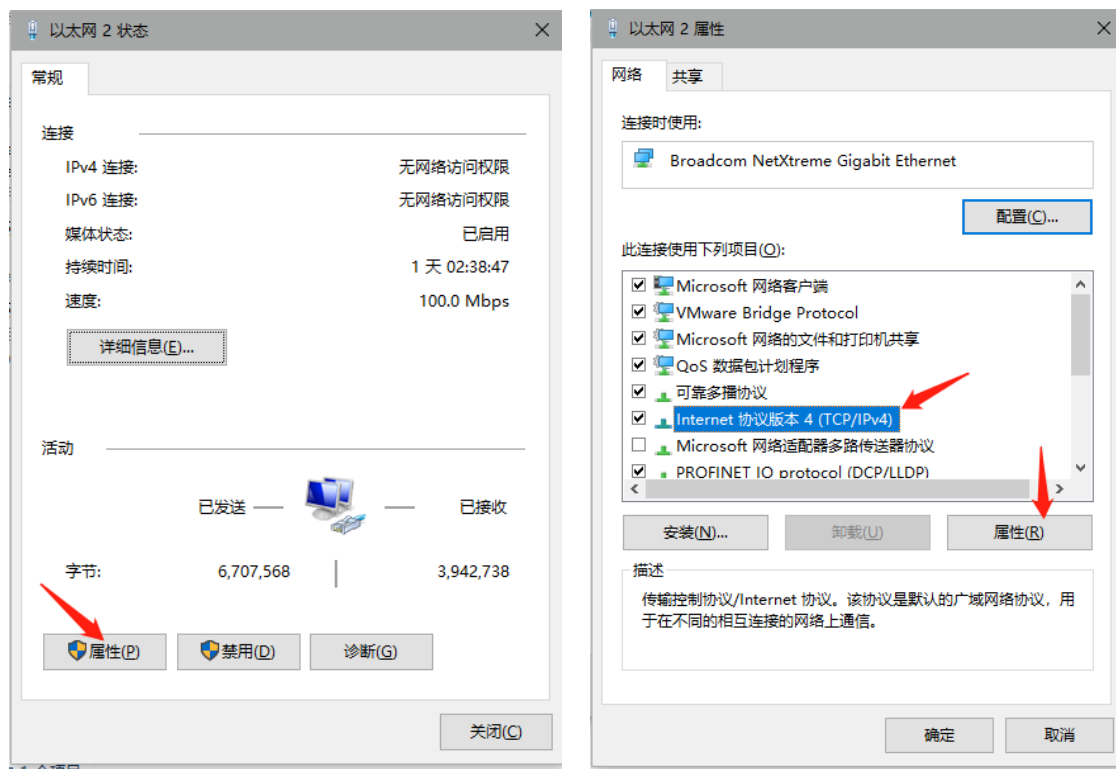 以太网 2 状态
常规
连接
IPv4 连接: 无网络访问权限
IPv6 连接: 无网络访问权限
媒体状态: 已启用
持续时间: 1 天 02:38:47
速度: 100.0 Mbps
详细信息(E)...
活动
已发送 已接收
字节: 6,707,568 3,942,738
属性(P) 禁用(D) 诊断(G)
关闭(C)
以太网 2 属性
网络 共享
连接时使用:
Broadcom NetXtreme Gigabit Ethernet
配置(C)...
此连接使用下列项目(O):
Microsoft 网络客户端
VMware Bridge Protocol
Microsoft 网络的文件和打印机共享
QoS 数据包计划程序
可靠多播协议
Internet 协议版本 4 (TCP/IPv4)
Microsoft 网络适配器多路传送器协议
PROFINET IO protocol (DCP/LLDP)
安装(N)... 卸载(U) 属性(R)
描述
传输控制协议/Internet 协议。该协议是默认的广域网络协议，用
于在不同的相互连接的网络上通信。
确定 取消